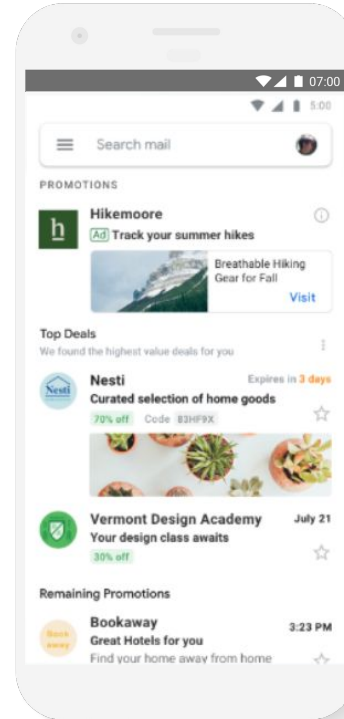 07:00
5:00
Search mail
PROMOTIONS
h
Hikemoore
Ad Track your summer hikes
Breathable Hiking
Gear for Fall
Visit
Top Deals
We found the highest value deals for you
Nesti
Nesti
Expires in 3 days
Curated selection of home goods
70% off Code B3HF9X
Vermont Design Academy
July 21
Your design class awaits
30% off
Remaining Promotions
Book
away
Bookaway
3:23 PM
Great Hotels for you
Find your home away from home